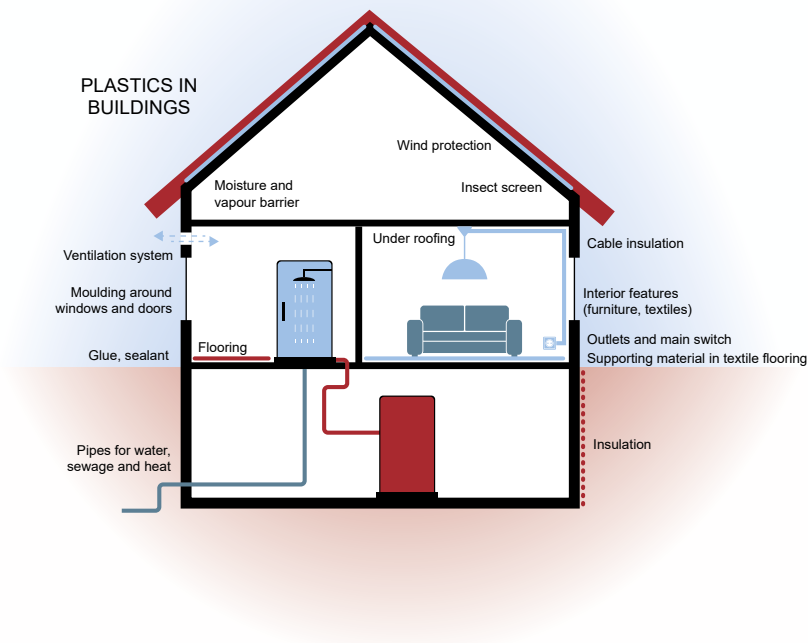 PLASTICS IN
BUILDINGS
Wind protection
Moisture and
vapour barrier
Insect screen
Under roofing
Ventilation system
Cable insulation
Moulding around
windows and doors
Interior features
(furniture, textiles)
Glue, sealant
Flooring
Outlets and main switch
Supporting material in textile flooring
Pipes for water,
sewage and heat
Insulation